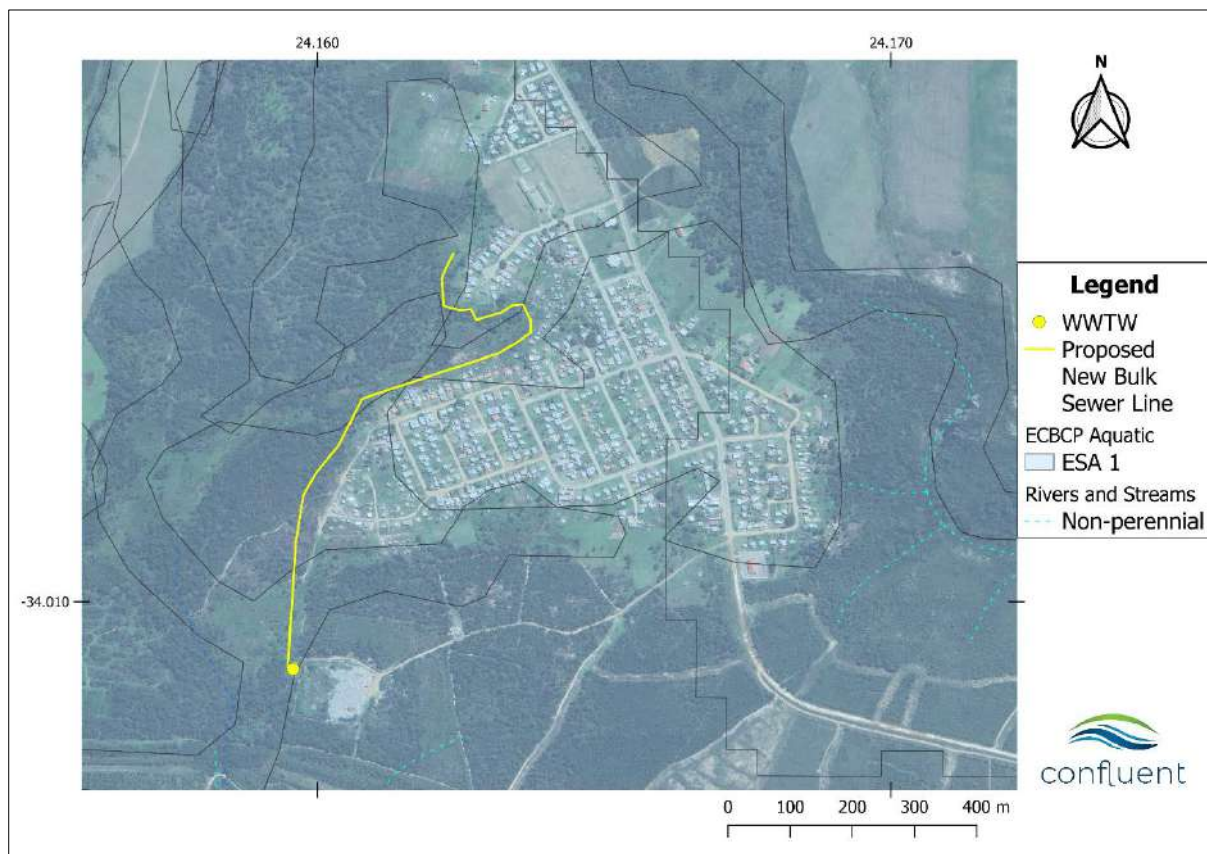 24.160
24.170
N
-34.010
Legend
WWTW
Proposed
New Bulk
Sewer Line
ECBCP Aquatic
ESA 1
Rivers and Streams
Non-perennial
confluent
0 100 200 300 400 m